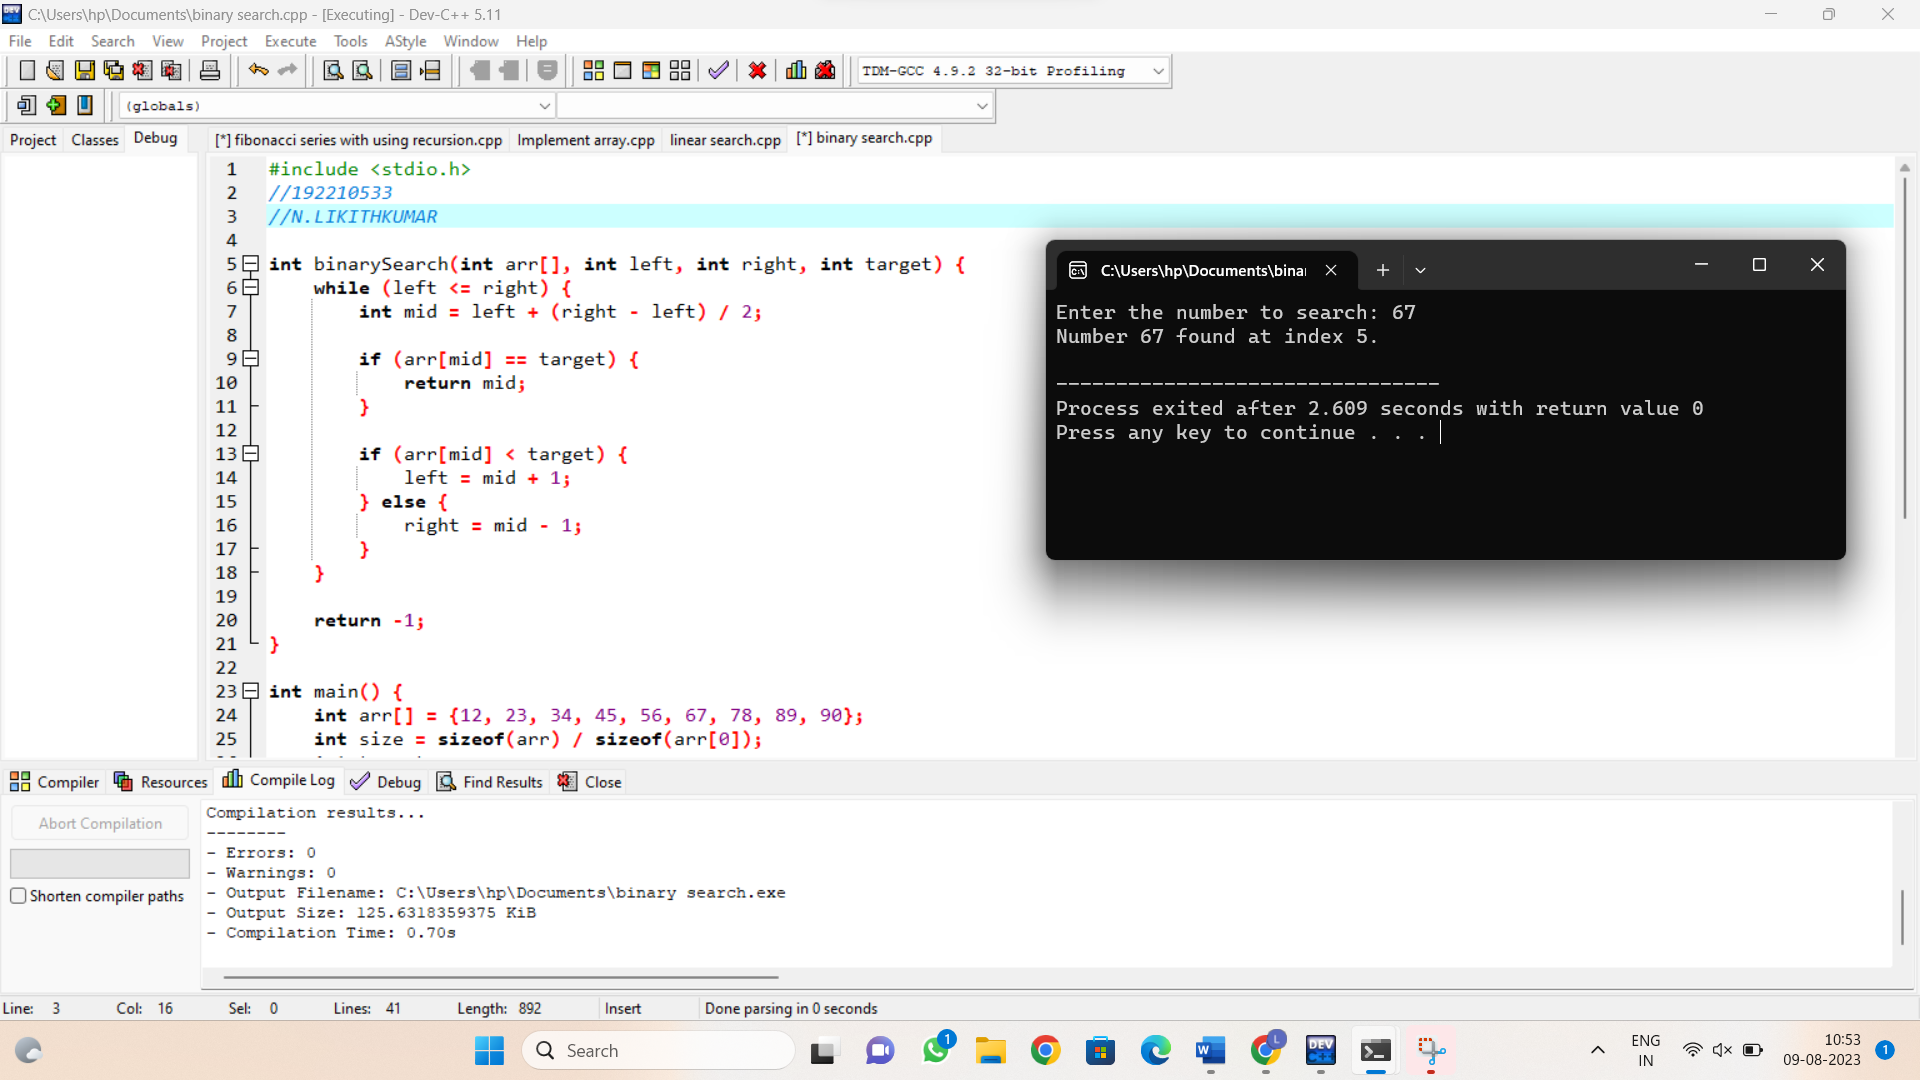 C:\Users\hp\Documents\binary search.cpp - [Executing] - Dev-C++ 5.11
File Edit Search View Project Execute Tools AStyle Window Help
TDM-GCC 4.9.2 32-bit Profiling
(globals)
Project Classes Debug
[*] fibonacci series with using recursion.cpp Implement array.cpp linear search.cpp [*] binary search.cpp
1 #include <stdio.h>
2 //192210533
3 //N.LIKITHKUMAR
4
5 int binarySearch(int arr[], int left, int right, int target) {
6 while (left <= right) {
7 int mid = left + (right - left) / 2;
8
9 if (arr[mid] == target) {
10 return mid;
11 }
12
13 if (arr[mid] < target) {
14 left = mid + 1;
15 } else {
16 right = mid - 1;
17 }
18 }
19
20 return -1;
21 }
22
23 int main() {
24 int arr[] = {12, 23, 34, 45, 56, 67, 78, 89, 90};
25 int size = sizeof(arr) / sizeof(arr[0]);
C:\Users\hp\Documents\bina
Enter the number to search: 67
Number 67 found at index 5.
--------------------------------
Process exited after 2.609 seconds with return value 0
Press any key to continue . . .
Compiler Resources Compile Log Debug Find Results Close
Abort Compilation
Shorten compiler paths
Compilation results...
--------
- Errors: 0
- Warnings: 0
- Output Filename: C:\Users\hp\Documents\binary search.exe
- Output Size: 125.6318359375 KiB
- Compilation Time: 0.70s
Line: 3 Col: 16 Sel: 0 Lines: 41 Length: 892 Insert Done parsing in 0 seconds
Search
1
L
DEV
ENG
IN
10:53
09-08-2023
1